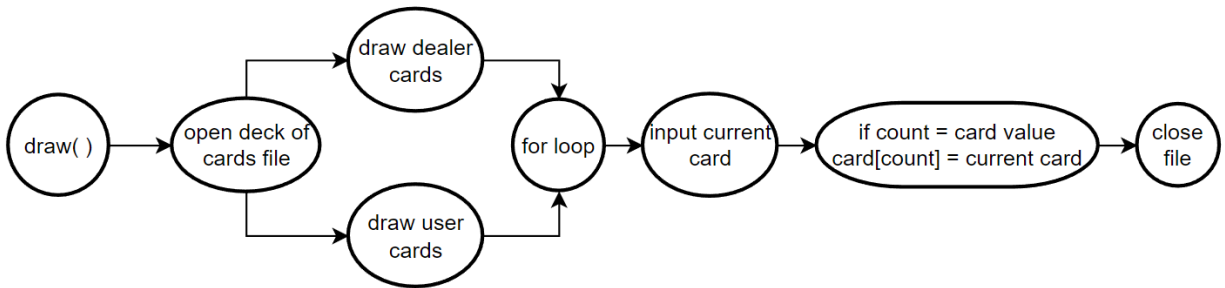 draw( )
open deck of
cards file
draw dealer
cards
draw user
cards
for loop
input current
card
if count = card value
card[count] = current card
close
file